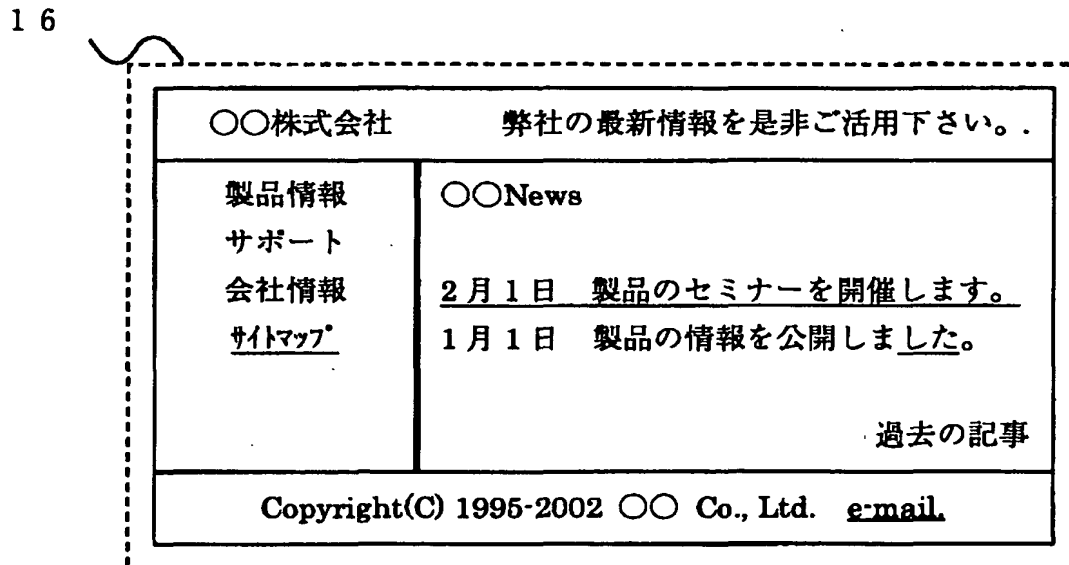 16
○○株式会社 弊社の最新情報を是非ご活用下さい。
製品情報
サポート
会社情報
サイトマップ
○○News
2月1日 製品のセミナーを開催します。
1月1日 製品の情報を公開しました。
過去の記事
Copyright(C) 1995-2002 ○○ Co., Ltd. e-mail.